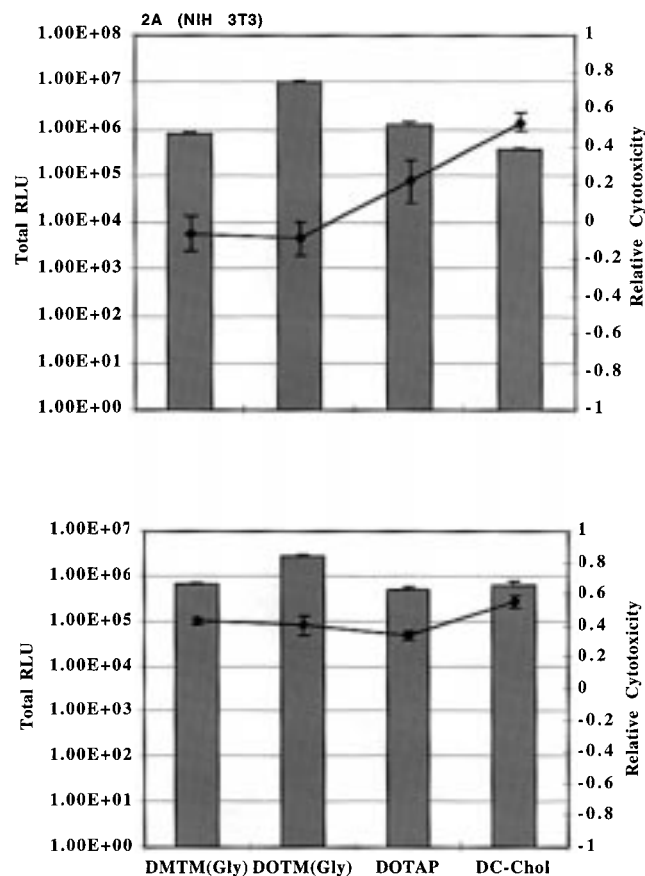 2A (NIH 3T3)
1.00E+08
1.00E+07
1.00E+06
1.00E+05
1.00E+04
1.00E+03
1.00E+02
1.00E+01
1.00E+00
Total RLU
1
0.8
0.6
0.4
0.2
0
-0.2
-0.4
-0.6
-0.8
-1
Relative Cytotoxicity
1.00E+07
1.00E+06
1.00E+05
1.00E+04
1.00E+03
1.00E+02
1.00E+01
1.00E+00
Total RLU
1
0.8
0.6
0.4
0.2
0
-0.2
-0.4
-0.6
-0.8
-1
Relative Cytotoxicity
DMTM(Gly) DOTM(Gly) DOTAP DC-Chol